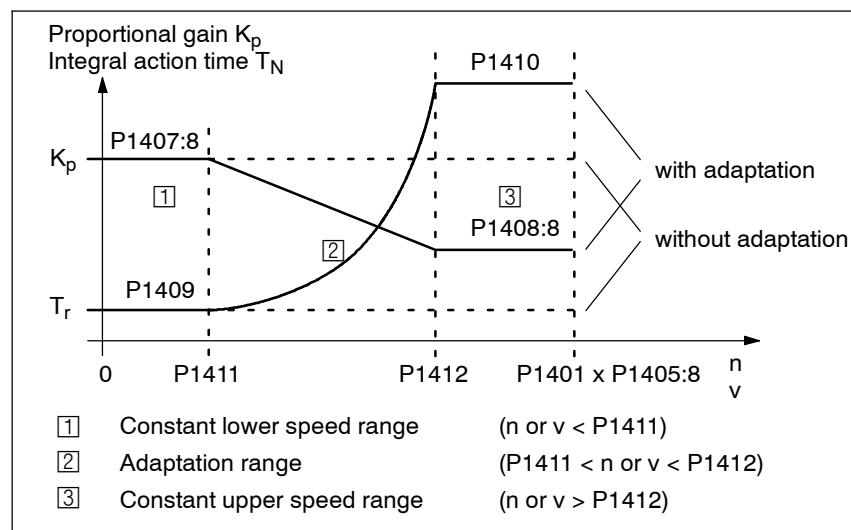 Proportional gain Kp
Integral action time TN
P1410
P1407:8
Kp
1
3
with adaptation
P1408:8
without adaptation
2
P1409
Tr
0 P1411 P1412 P1401 x P1405:8 n
v
1 Constant lower speed range (n or v < P1411)
2 Adaptation range (P1411 < n or v < P1412)
3 Constant upper speed range (n or v > P1412)